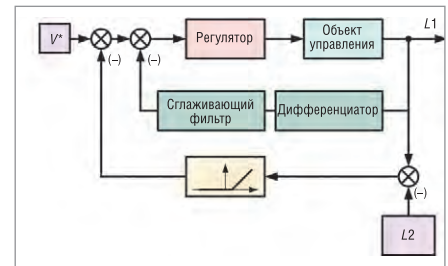 V*
(–)
(–)
Регулятор
Объект
управления
L1
Сглаживающий
фильтр
Дифференциатор
(–)
L2